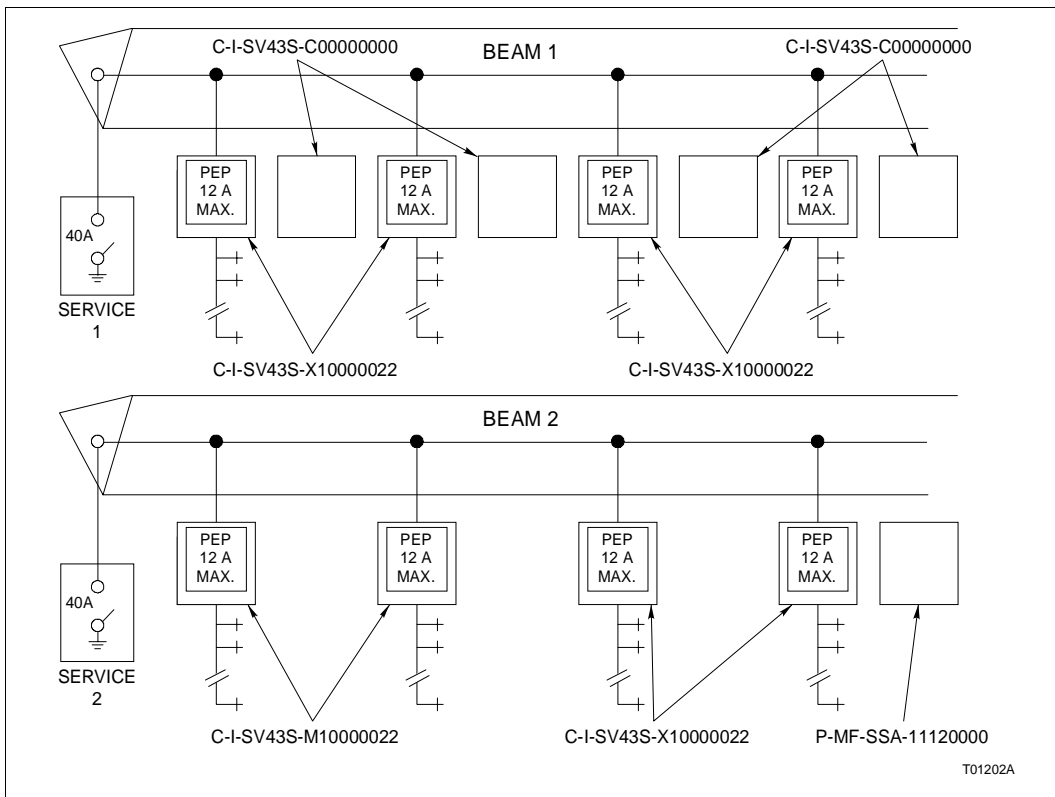 C-I-SV43S-C00000000
BEAM 1
C-I-SV43S-C00000000
PEP
12 A
MAX.
PEP
12 A
MAX.
PEP
12 A
MAX.
PEP
12 A
MAX.
40A
SERVICE
1
C-I-SV43S-X10000022
C-I-SV43S-X10000022
BEAM 2
PEP
12 A
MAX.
PEP
12 A
MAX.
PEP
12 A
MAX.
PEP
12 A
MAX.
40A
SERVICE
2
C-I-SV43S-M10000022
C-I-SV43S-X10000022
P-MF-SSA-11120000
T01202A